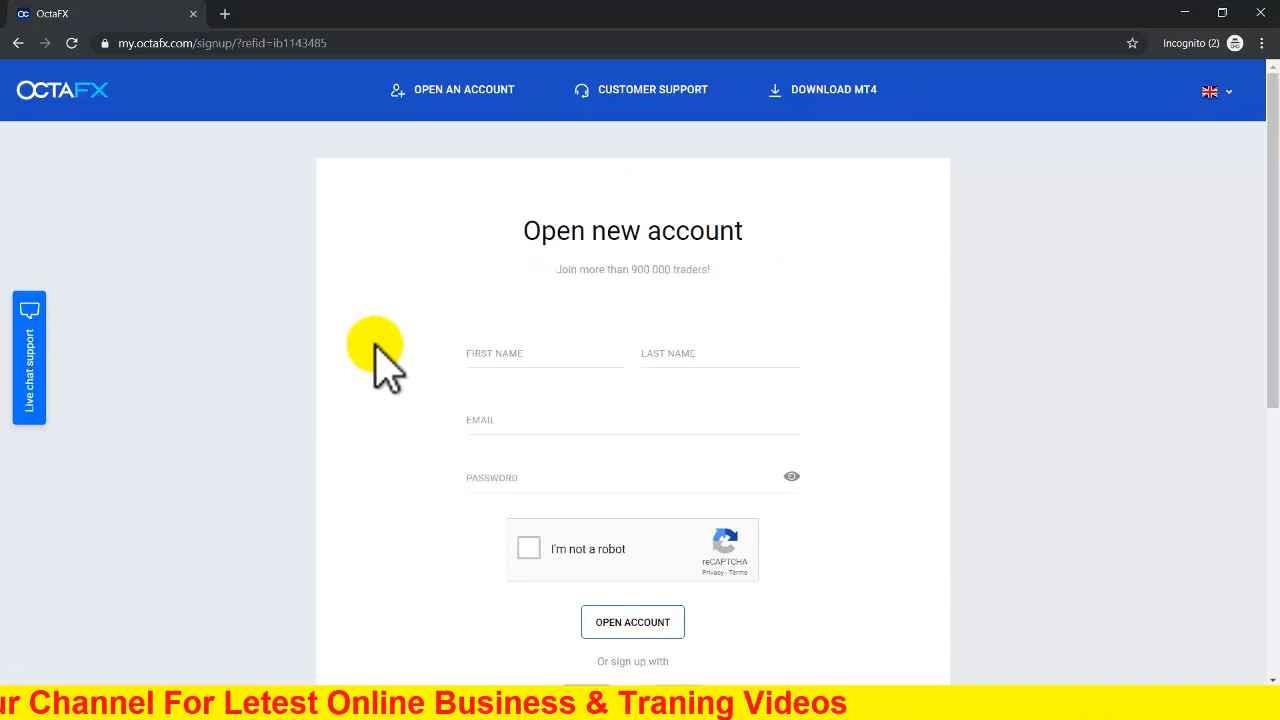 OctaFX
my.octafx.com/signup/?refid=ib1143485
Incognito (2)
OCTAFX
OPEN AN ACCOUNT
CUSTOMER SUPPORT
DOWNLOAD MT4
Open new account
Join more than 900 000 traders!
Live chat support
FIRST NAME
LAST NAME
EMAIL
PASSWORD
I'm not a robot
reCAPTCHA
Privacy - Terms
OPEN ACCOUNT
Or sign up with
ur Channel For Letest Online Business & Traning Videos